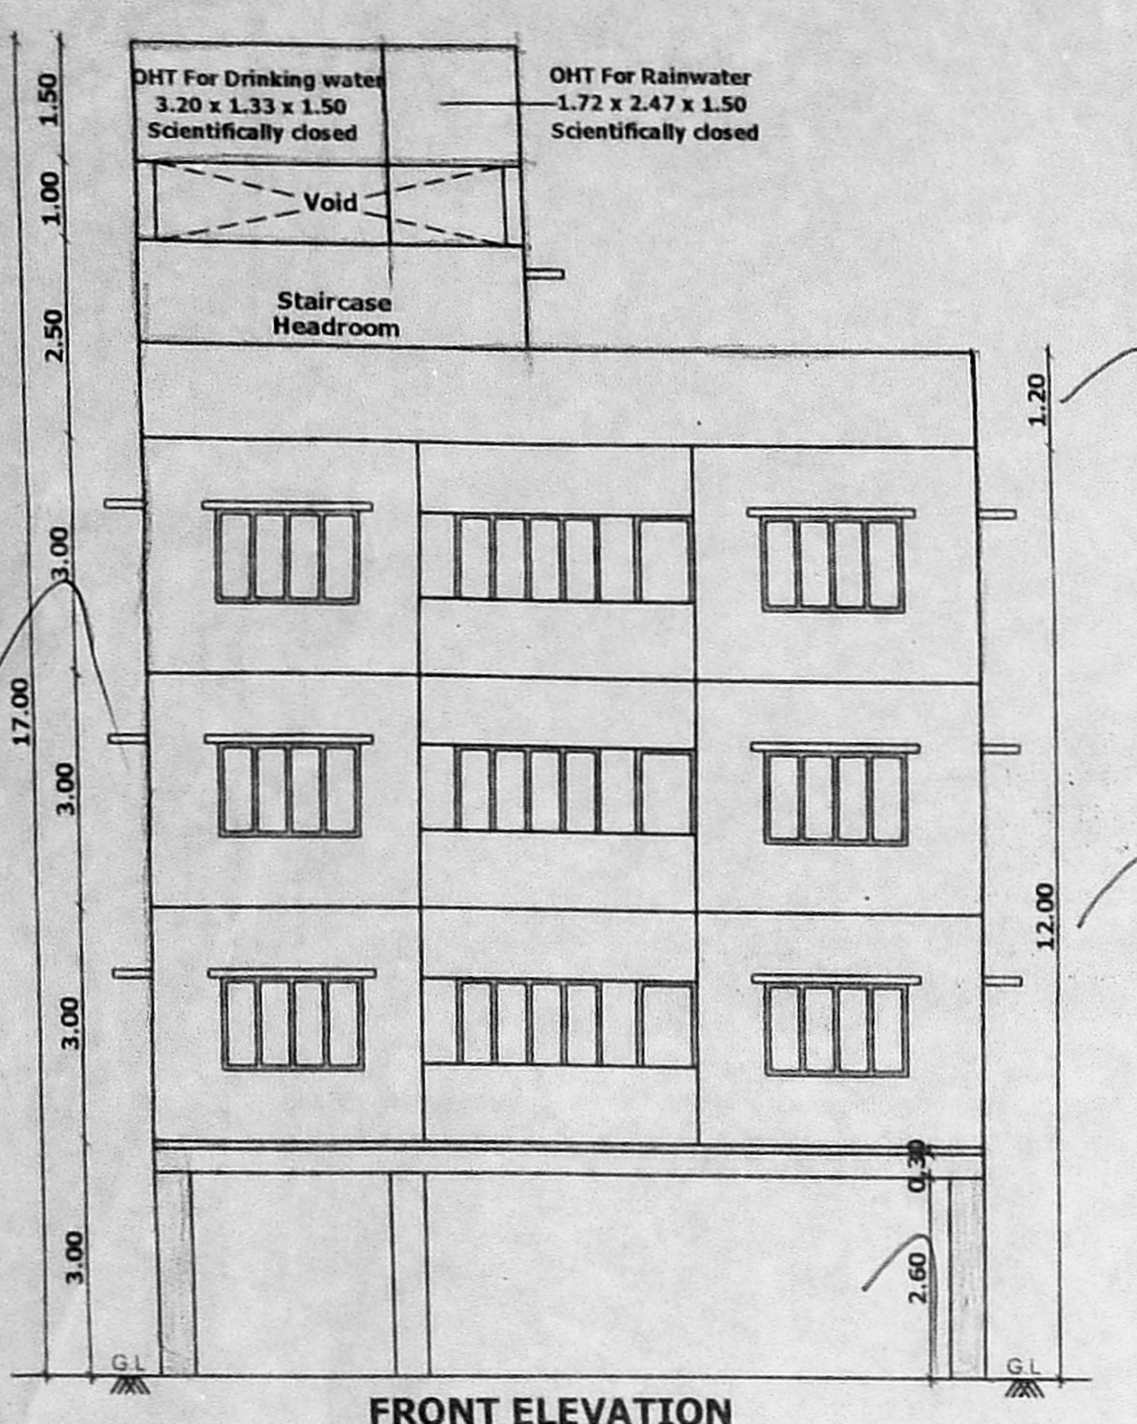 1.50
OHT For Drinking water
3.20 x 1.33 x 1.50
Scientifically closed
OHT For Rainwater
1.72 x 2.47 x 1.50
Scientifically closed
1.00
Void
2.50
Staircase
Headroom
1.20
3.00
17.00
3.00
12.00
3.00
0.30
3.00
2.60
G.L
G.L
FRONT ELEVATION